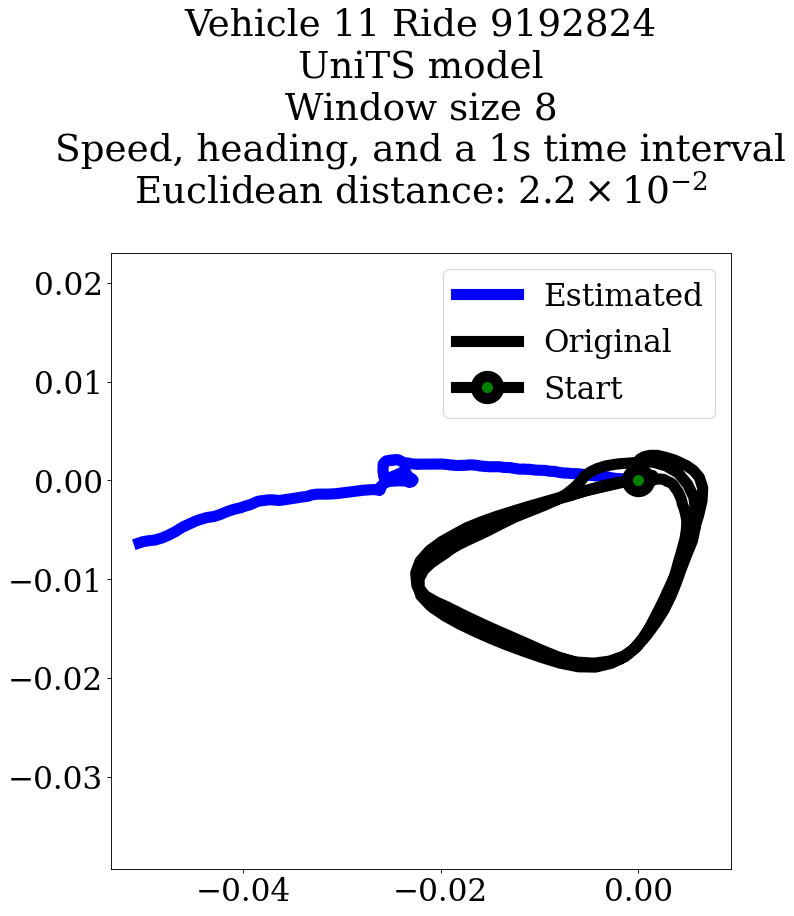 Vehicle 11 Ride 9192824
UniTS model
Window size 8
Speed, heading, and a 1s time interval
Euclidean distance: 2.2 × 10⁻²
Estimated
Original
Start
0.02
0.01
0.00
−0.01
−0.02
−0.03
−0.04
−0.02
0.00